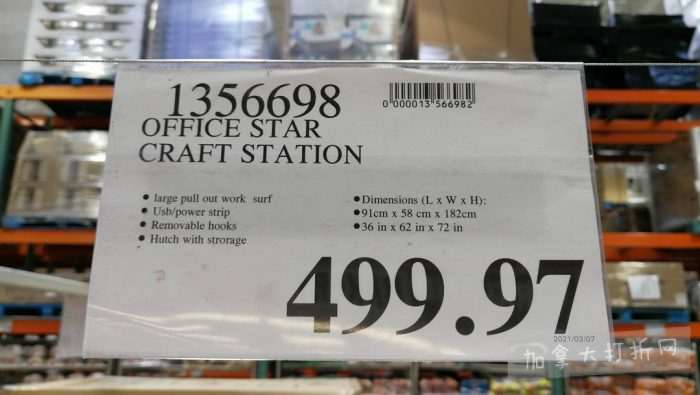 1356698
0 000013 566982
OFFICE STAR
CRAFT STATION
• large pull out work surf
• Usb/power strip
• Removable hooks
• Hutch with strorage
• Dimensions (L x W x H):
• 91cm x 58 cm x 182cm
• 36 in x 62 in x 72 in
499.97
2021/03/07
加拿大打折网